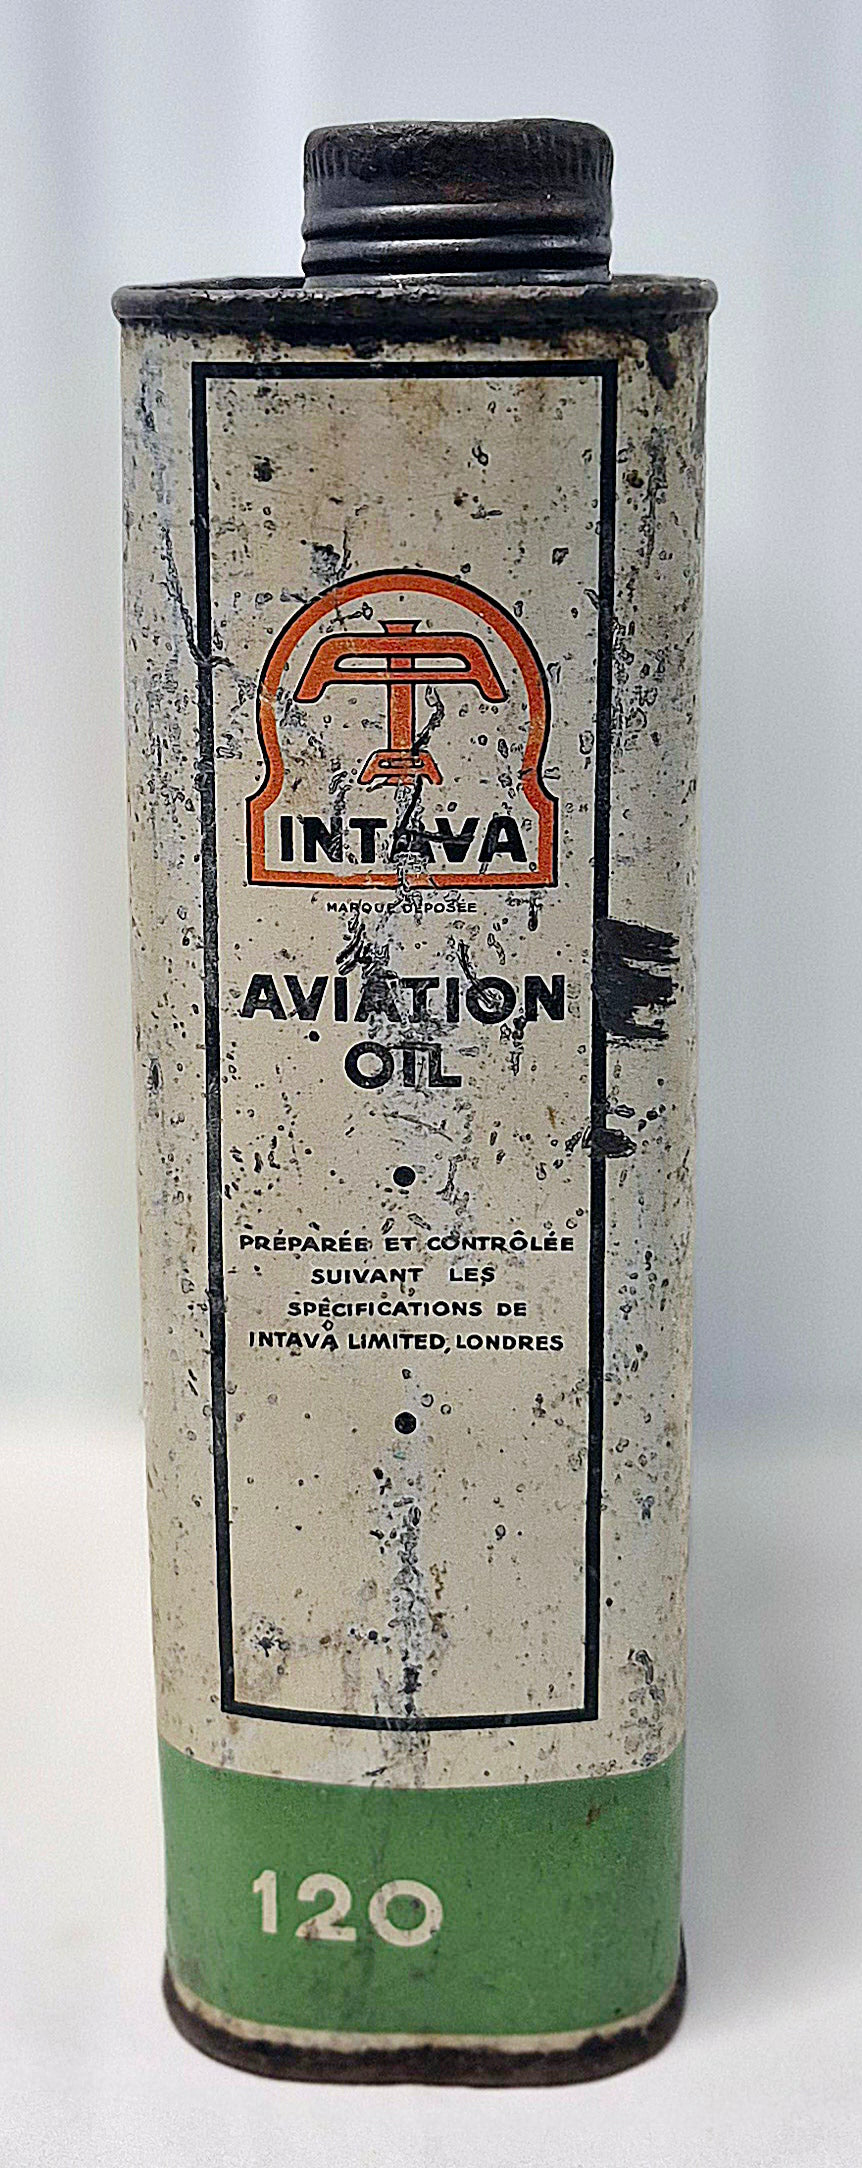 INTAVA
MARQUE DÉPOSÉE
AVIATION
OIL
PRÉPARÉE ET CONTRÔLÉE
SUIVANT LES
SPÉCIFICATIONS DE
INTAVA LIMITED, LONDRES
120